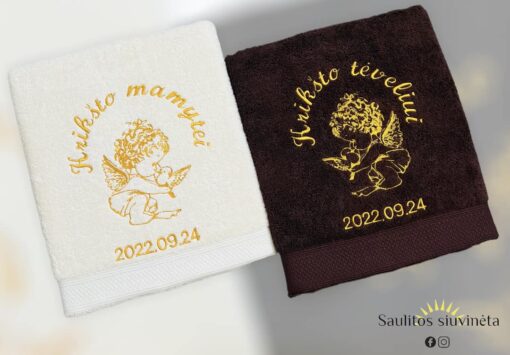 Krikšto mamytei
2022.09.24
Krikšto tėveliui
2022.09.24
Saulitos siuvinėta